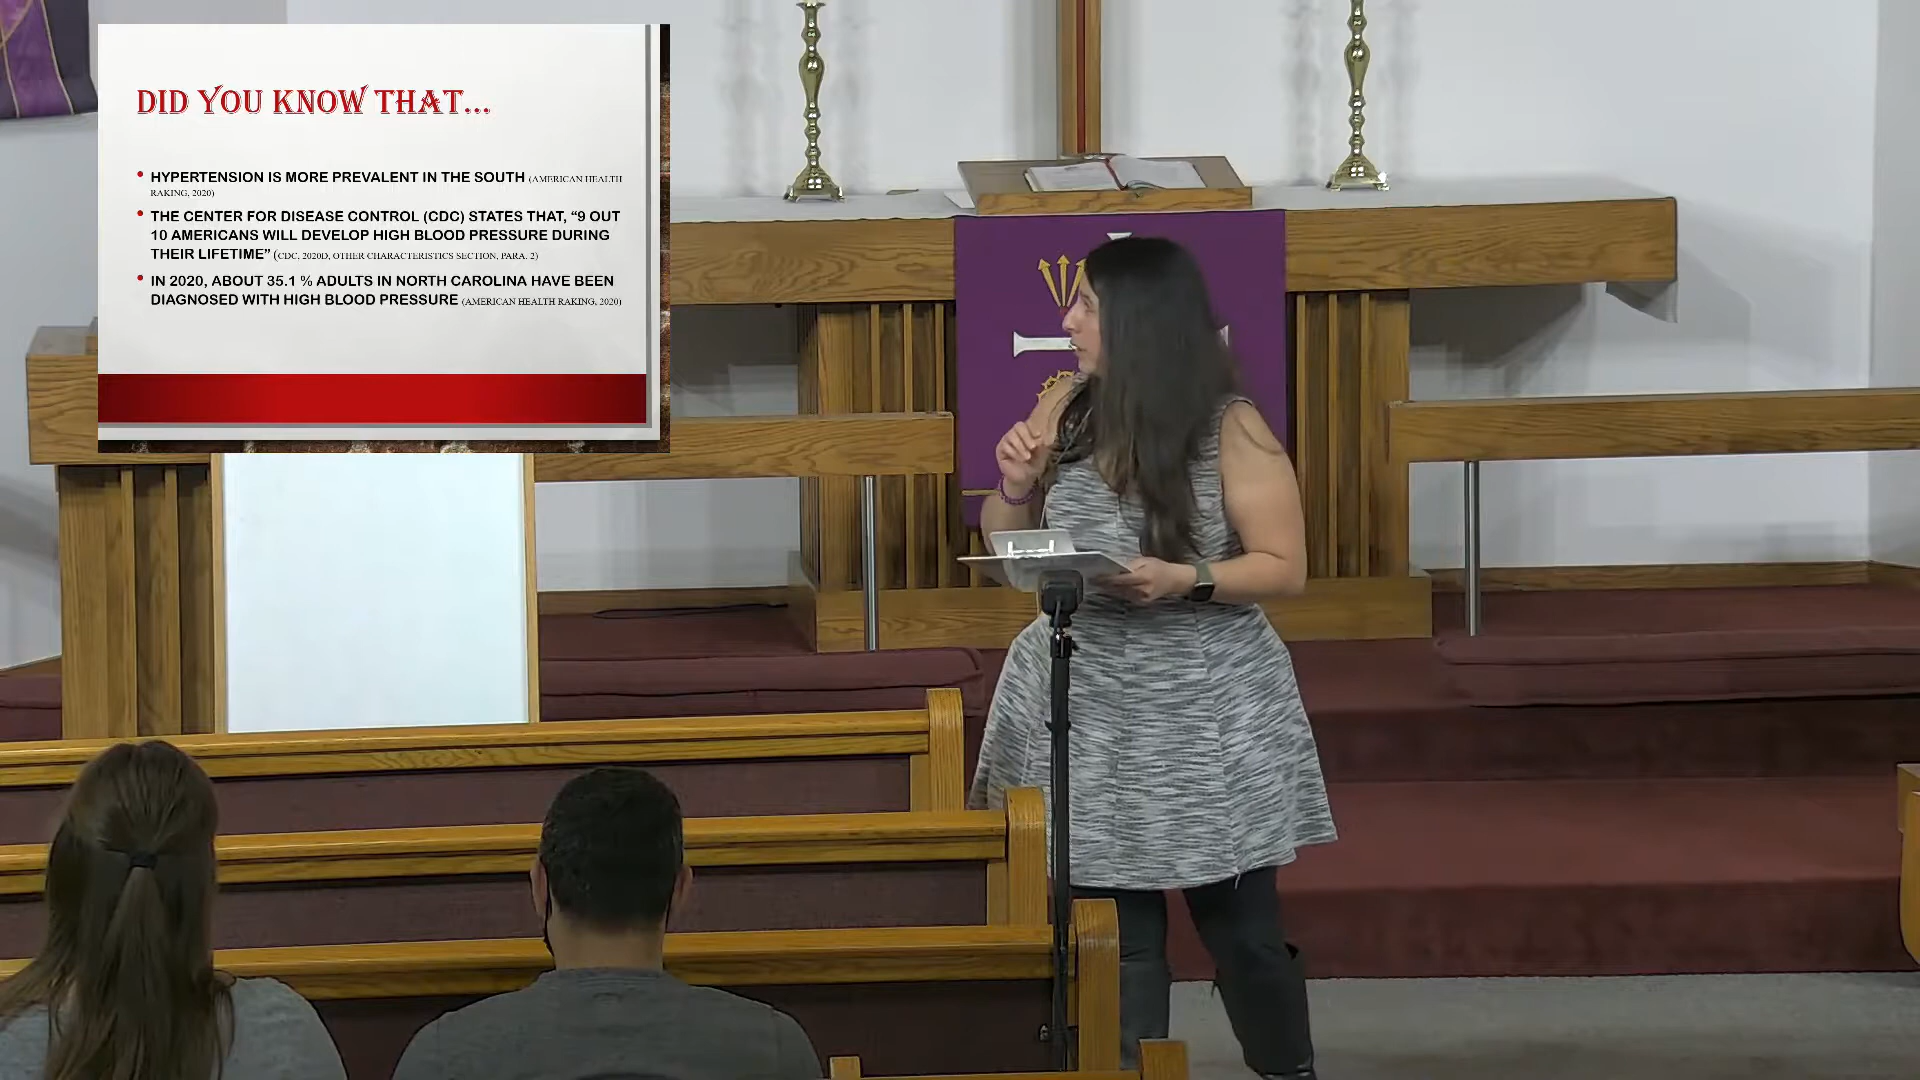 DID YOU KNOW THAT...
• HYPERTENSION IS MORE PREVALENT IN THE SOUTH (AMERICAN HEALTH
RAKING, 2020)
• THE CENTER FOR DISEASE CONTROL (CDC) STATES THAT, “9 OUT
10 AMERICANS WILL DEVELOP HIGH BLOOD PRESSURE DURING
THEIR LIFETIME” (CDC, 2020D, OTHER CHARACTERISTICS SECTION, PARA. 2)
• IN 2020, ABOUT 35.1 % ADULTS IN NORTH CAROLINA HAVE BEEN
DIAGNOSED WITH HIGH BLOOD PRESSURE (AMERICAN HEALTH RAKING, 2020)